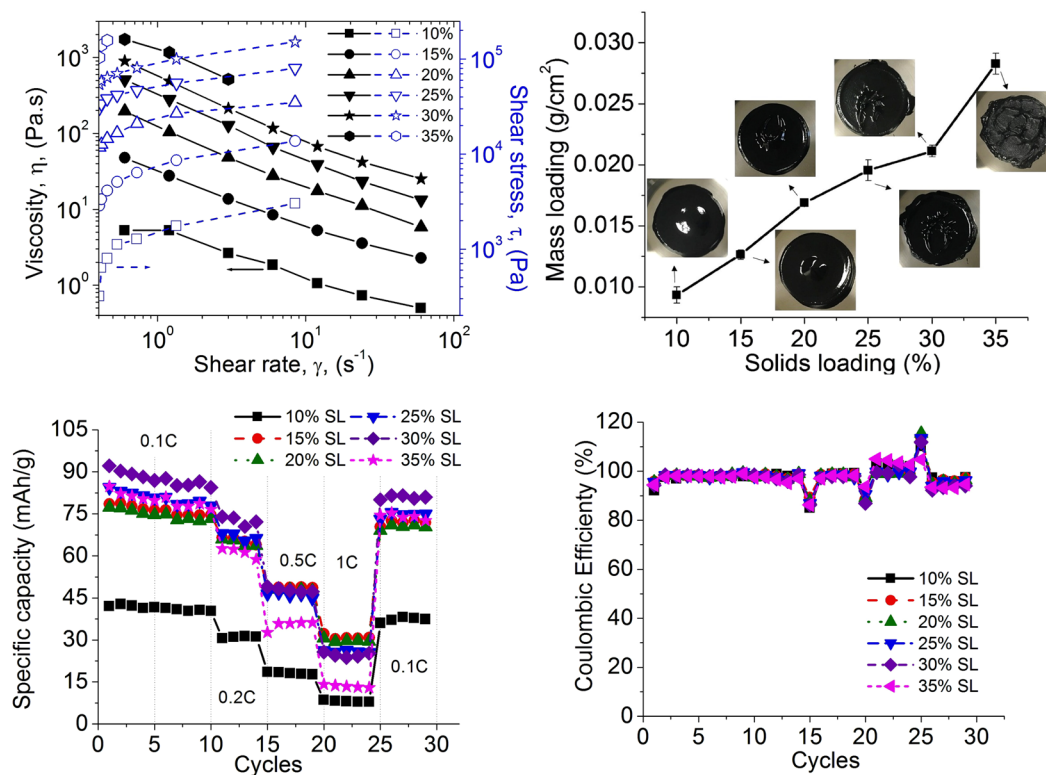 Viscosity, η, (Pa.s)
10³
10²
10¹
10⁰
10⁰
10¹
10²
Shear rate, γ, (s⁻¹)
10⁵
10⁴
10³
Shear stress, τ, (Pa)
10%
15%
20%
25%
30%
35%
Mass loading (g/cm²)
0.030
0.025
0.020
0.015
0.010
10 15 20 25 30 35
Solids loading (%)
Specific capacity (mAh/g)
105
90
75
60
45
30
15
0
10% SL 25% SL
15% SL 30% SL
20% SL 35% SL
0.1C
0.2C
0.5C
1C
0.1C
0 5 10 15 20 25 30
Cycles
Coulombic Efficienty (%)
120
100
80
60
40
20
0
10% SL
15% SL
20% SL
25% SL
30% SL
35% SL
0 5 10 15 20 25 30
Cycles